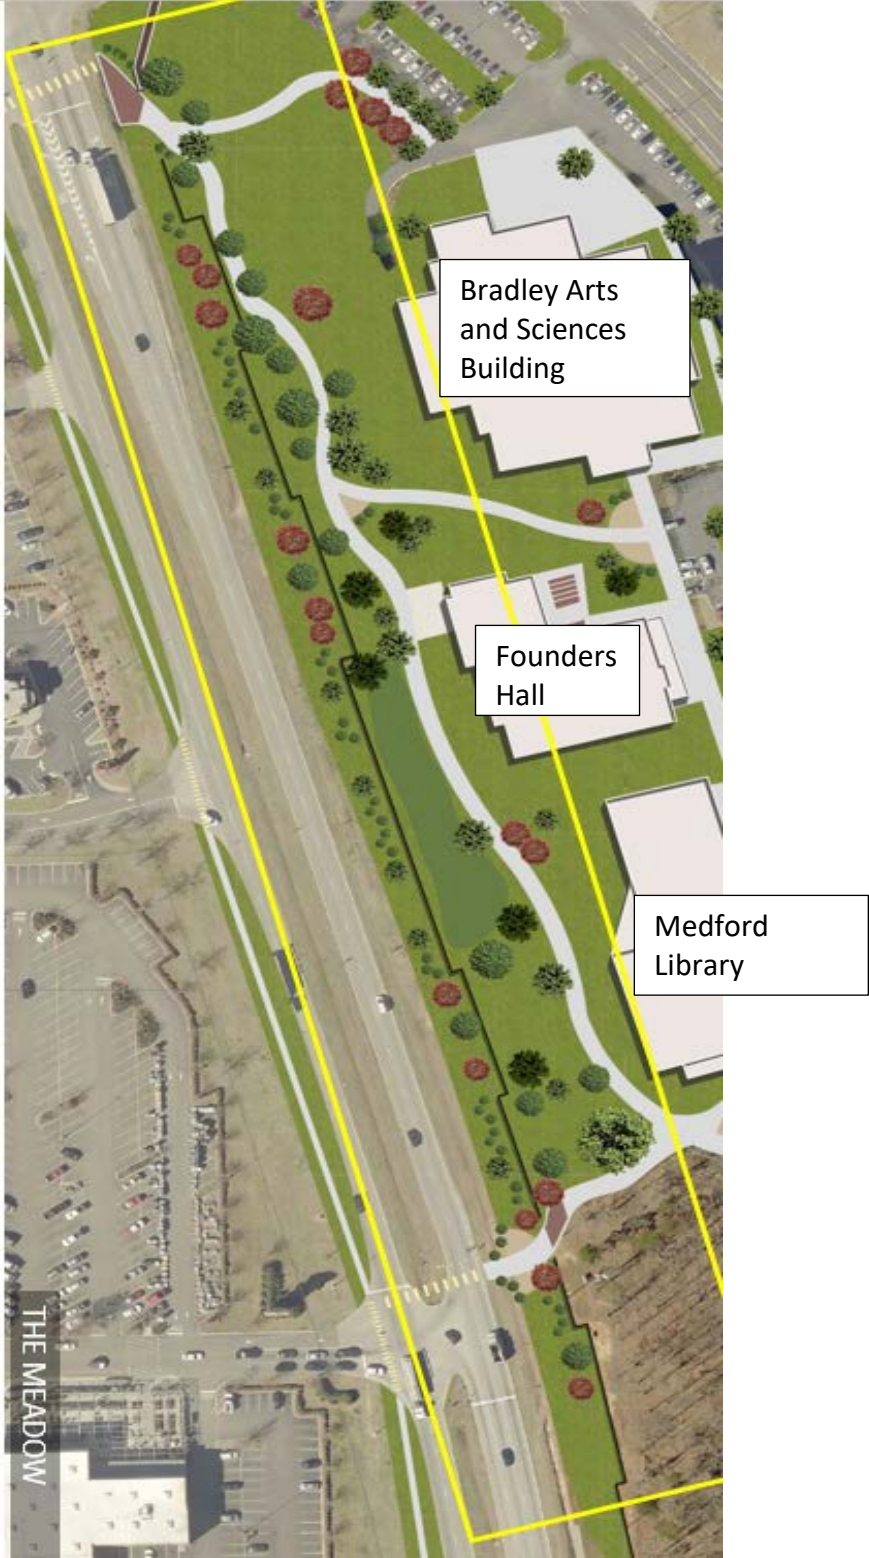 Bradley Arts
and Sciences
Building
Founders
Hall
Medford
Library
THE MEADOW